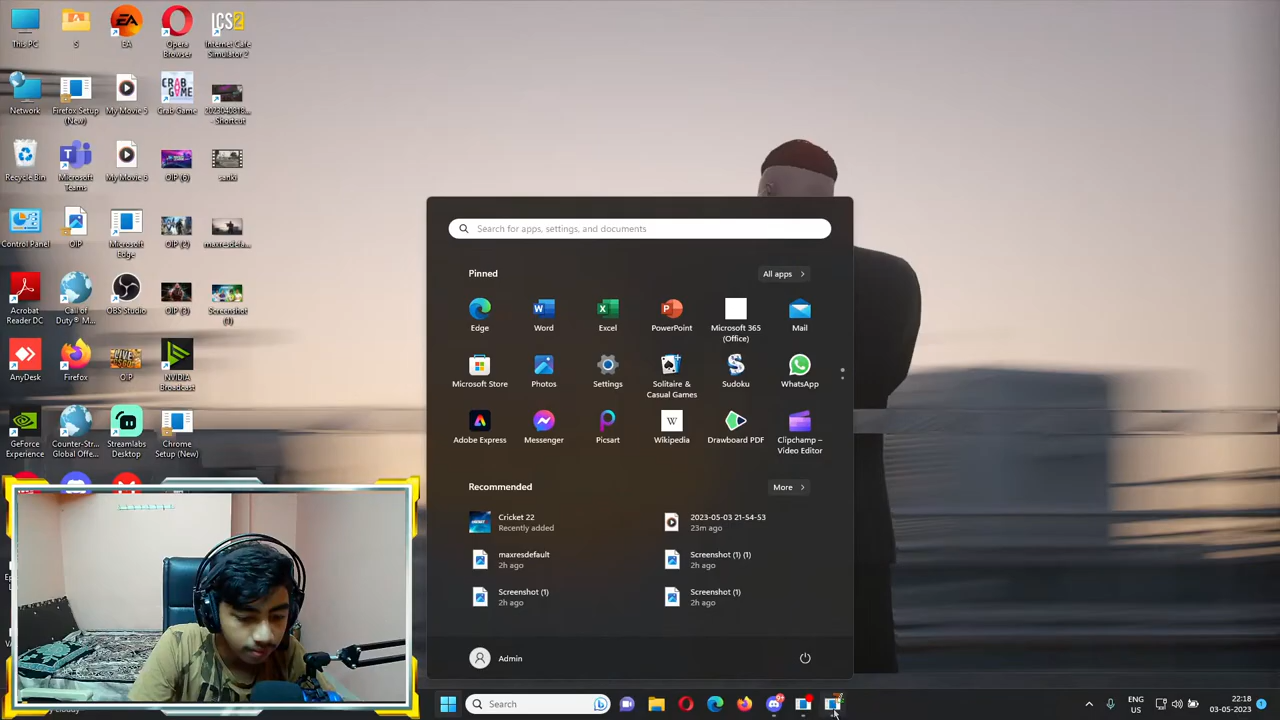 This PC
S
EA
Opera
Browser
LCS2
Internet Cafe
Simulator 2
Network
Firefox Setup
(New)
My Movie 5
CRAB
GAME
Crab Game
- Shortcut
Recycle Bin
Microsoft
Teams
My Movie 6
OIP (6)
sanki
Control Panel
OIP
Microsoft
Edge
OIP (2)
maxresdefa...
Acrobat
Reader DC
Call of
Duty® M...
OBS Studio
OIP (3)
Screenshot
(1)
AnyDesk
Firefox
OIP
NVIDIA
Broadcast
GeForce
Experience
Counter-Str...
Global Offe...
Streamlabs
Desktop
Chrome
Setup (New)
Search for apps, settings, and documents
Pinned
All apps
Edge
Word
Excel
PowerPoint
Microsoft 365
(Office)
Mail
Microsoft Store
Photos
Settings
Solitaire &
Casual Games
Sudoku
WhatsApp
Adobe Express
Messenger
Picsart
Wikipedia
Drawboard PDF
Clipchamp –
Video Editor
Recommended
More
Cricket 22
Recently added
2023-05-03 21-54-53
23m ago
maxresdefault
2h ago
Screenshot (1) (1)
2h ago
Screenshot (1)
2h ago
Screenshot (1)
2h ago
Admin
Search
ENG
US
22:18
03-05-2023